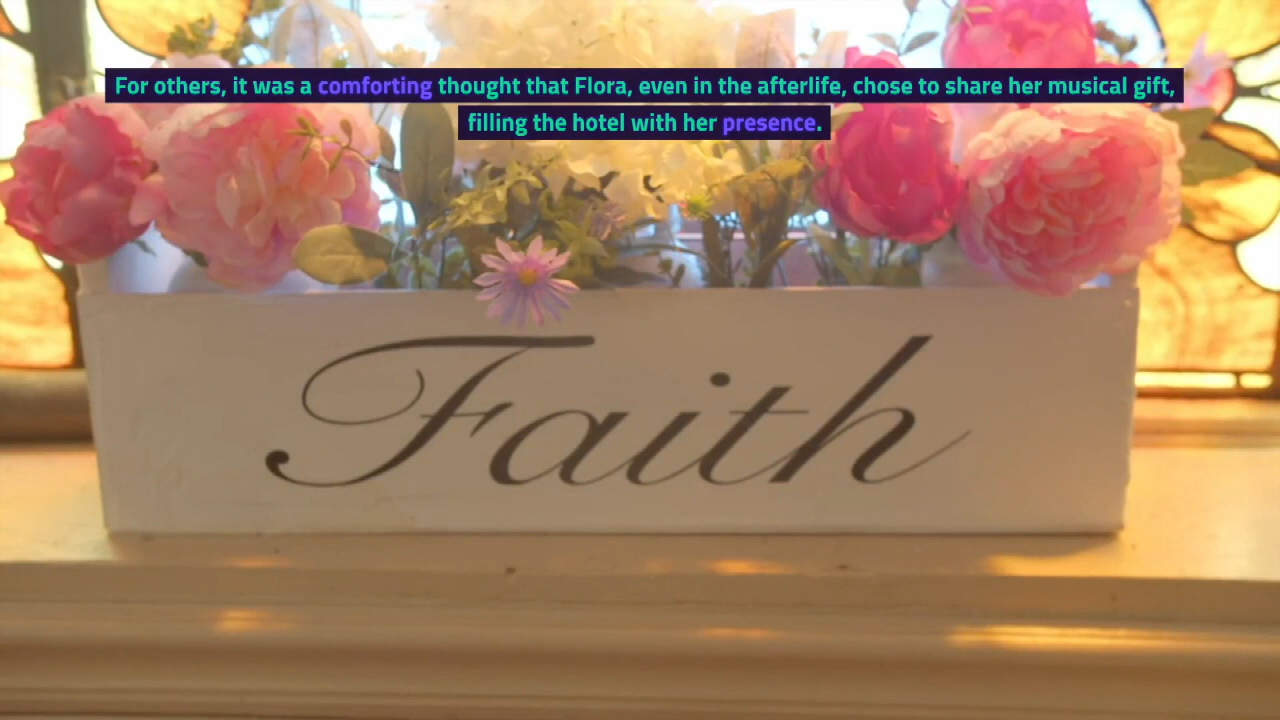 For others, it was a comforting thought that Flora, even in the afterlife, chose to share her musical gift,
filling the hotel with her presence.
Faith